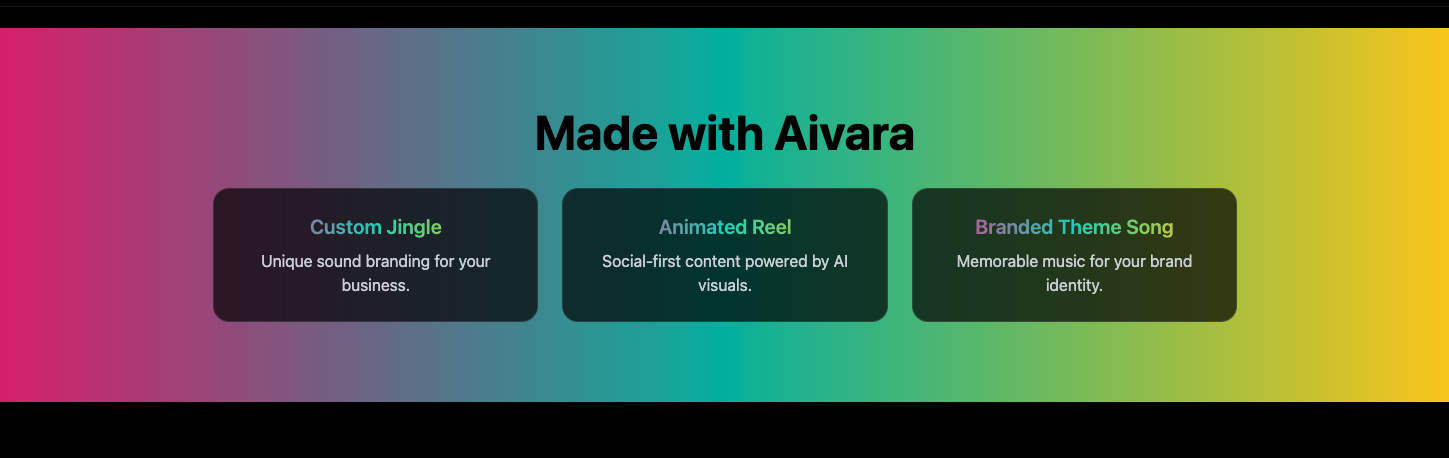 Made with Aivara
Custom Jingle
Unique sound branding for your
business.
Animated Reel
Social-first content powered by AI
visuals.
Branded Theme Song
Memorable music for your brand
identity.